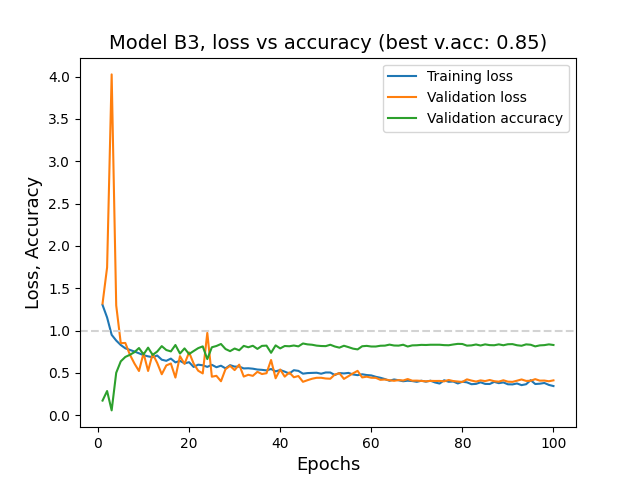 Model B3, loss vs accuracy (best v.acc: 0.85)
Training loss
Validation loss
Validation accuracy
Loss, Accuracy
4.0
3.5
3.0
2.5
2.0
1.5
1.0
0.5
0.0
0 20 40 60 80 100
Epochs